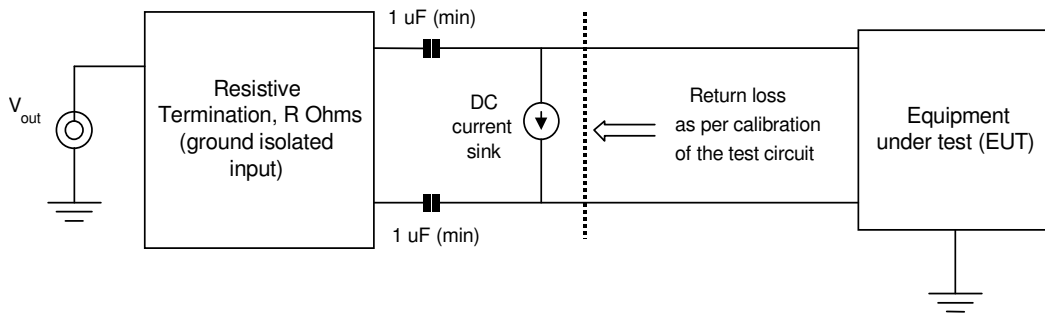 1 uF (min)
V out
Resistive
Termination, R Ohms
(ground isolated
input)
DC
current
sink
Return loss
as per calibration
of the test circuit
Equipment
under test (EUT)
1 uF (min)